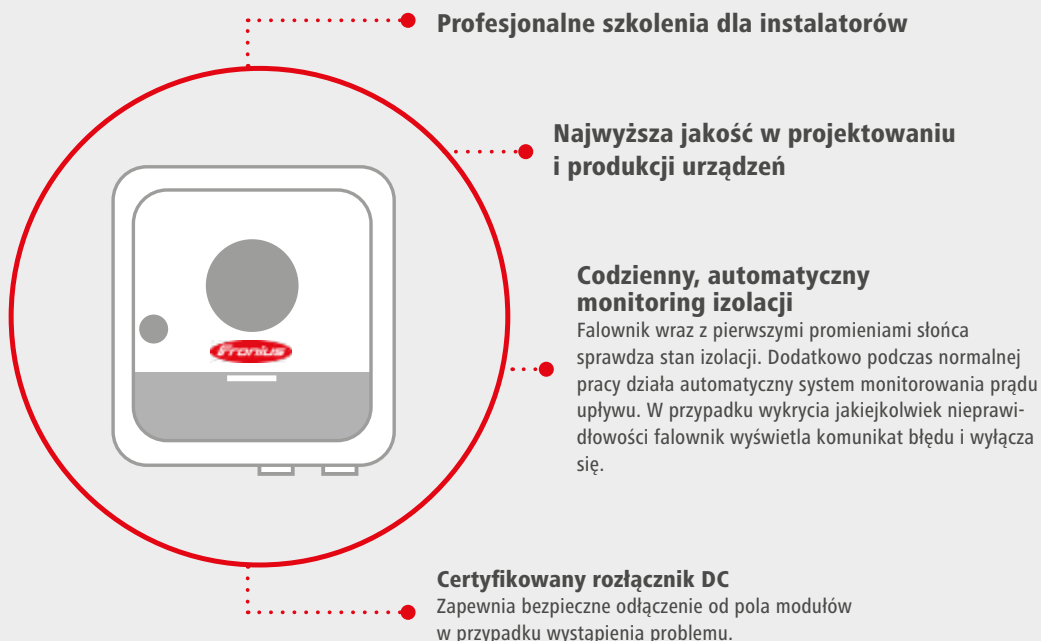 Profesjonalne szkolenia dla instalatorów
Najwyższa jakość w projektowaniu
i produkcji urządzeń
Codzienny, automatyczny
monitoring izolacji
Falownik wraz z pierwszymi promieniami słońca
sprawdza stan izolacji. Dodatkowo podczas normalnej
pracy działa automatyczny system monitorowania prądu
upływu. W przypadku wykrycia jakiejkolwiek nieprawi-
dłowości falownik wyświetla komunikat błędu i wyłącza
się.
Fronius
Certyfikowany rozłącznik DC
Zapewnia bezpieczne odłączenie od pola modułów
w przypadku wystąpienia problemu.